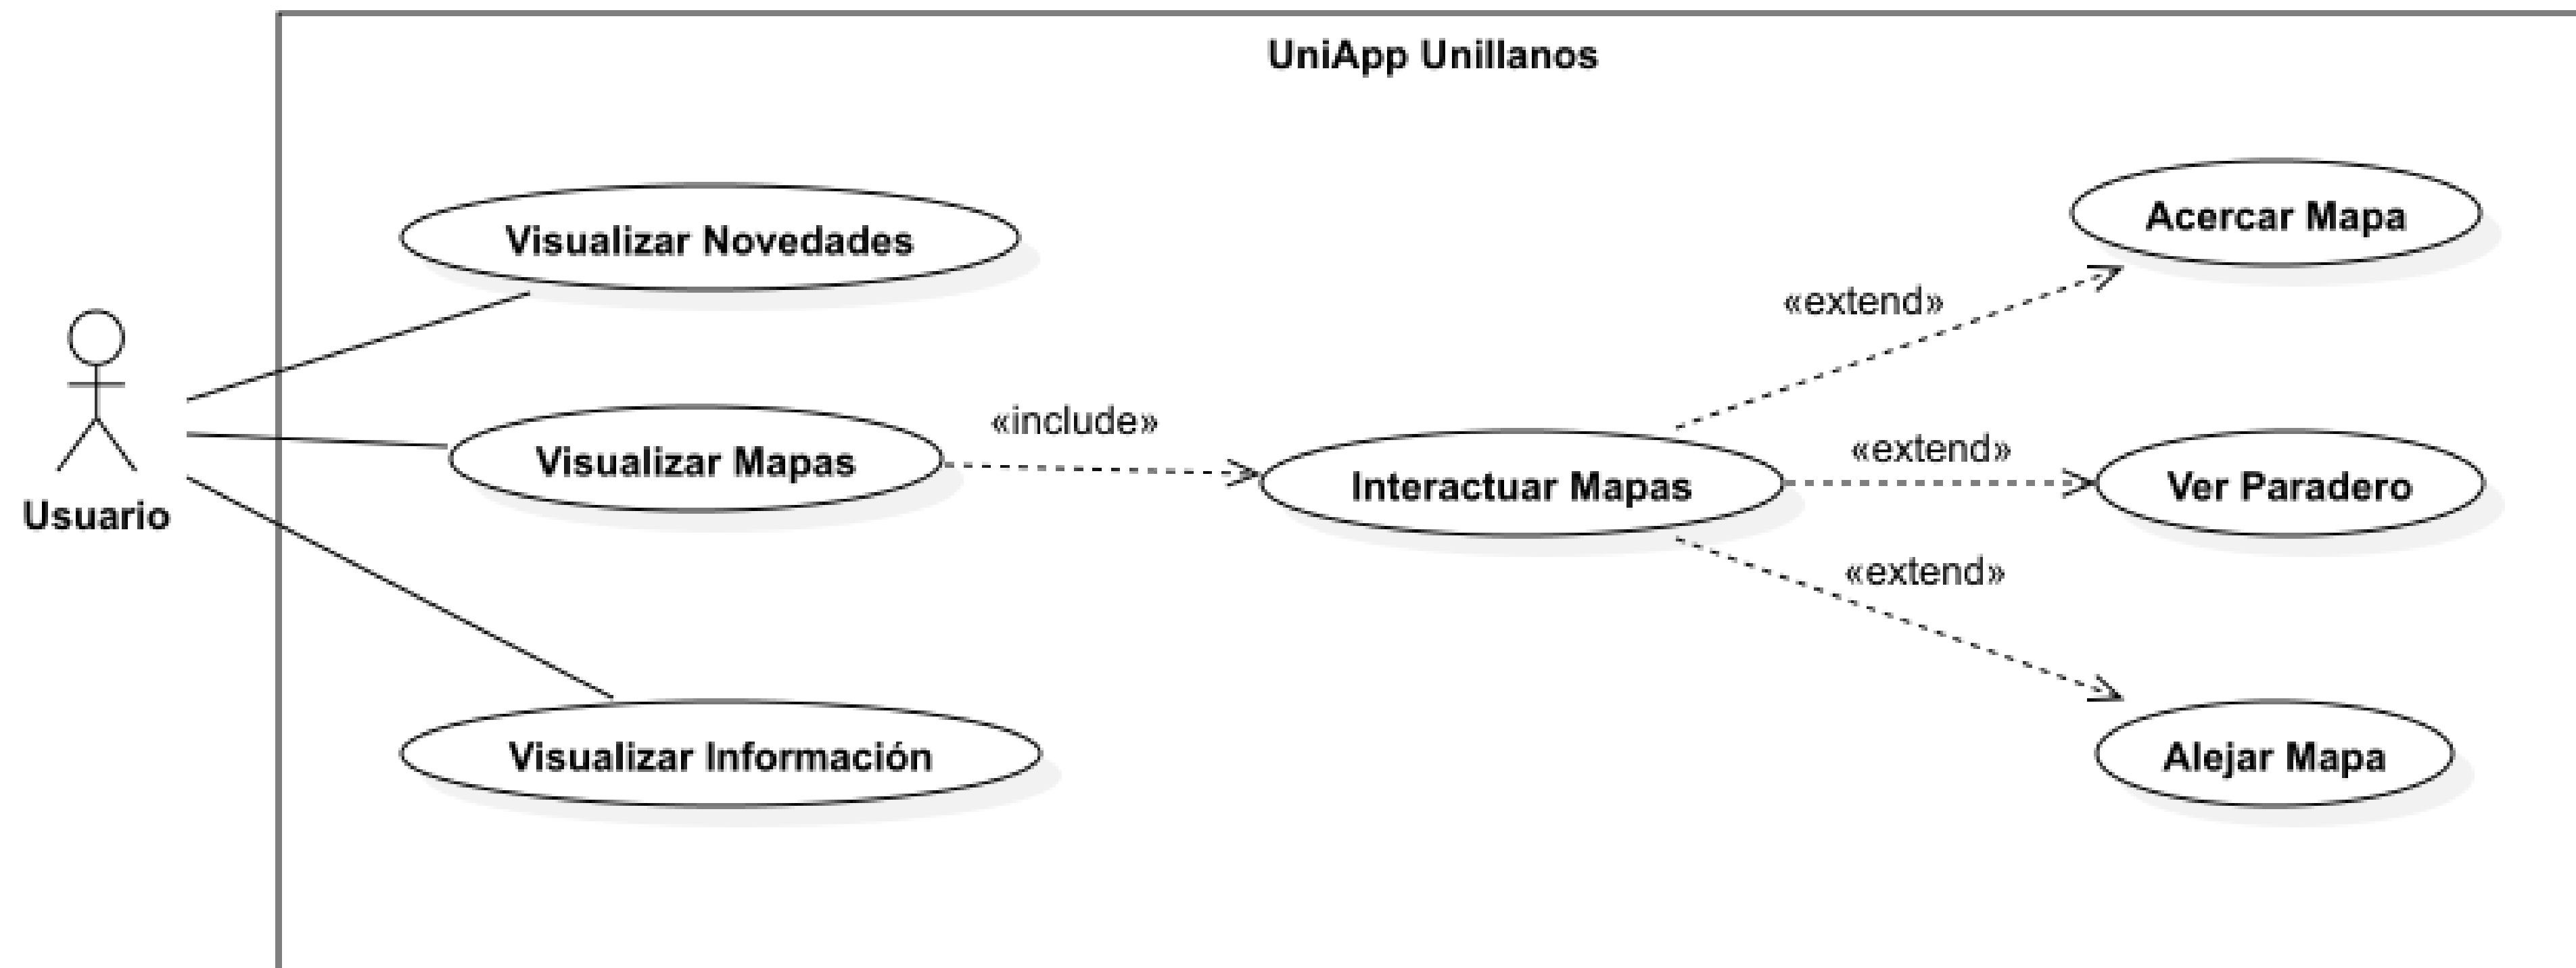 UniApp Unillanos
Visualizar Novedades
Acercar Mapa
«extend»
Visualizar Mapas
«include»
Interactuar Mapas
«extend»
Ver Paradero
Usuario
«extend»
Visualizar Información
Alejar Mapa